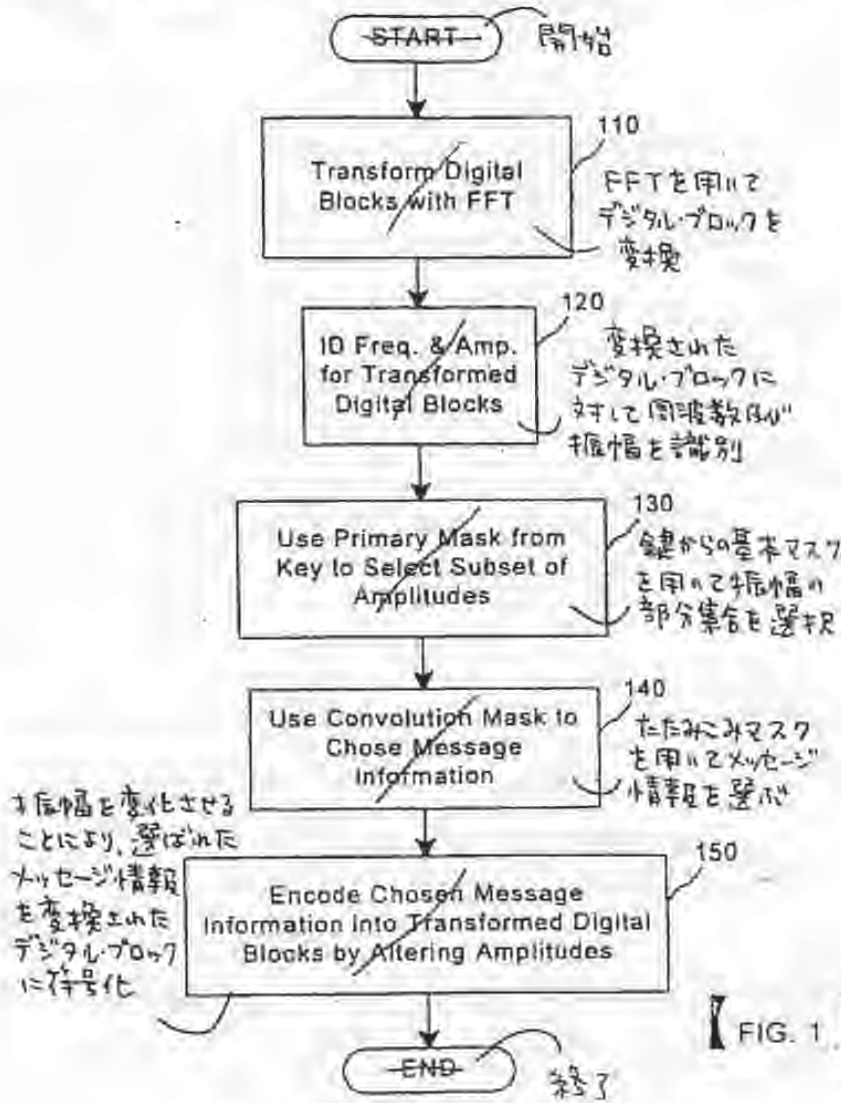 START
開始
110
Transform Digital
Blocks with FFT
FFTを用いて
デジタル・ブロックを
変換
120
ID Freq. & Amp.
for Transformed
Digital Blocks
変換された
デジタル・ブロックに
対して周波数及び
振幅を識別
130
Use Primary Mask from
Key to Select Subset of
Amplitudes
鍵からの基本マスク
を用いて振幅の
部分集合を選択
140
Use Convolution Mask to
Chose Message
Information
たたみこみマスク
を用いてメッセージ
情報を選ぶ
振幅を変化させる
ことにより、選ばれた
メッセージ情報
を変換された
デジタル・ブロック
に符号化
150
Encode Chosen Message
Information into Transformed Digital
Blocks by Altering Amplitudes
END
終了
FIG. 1